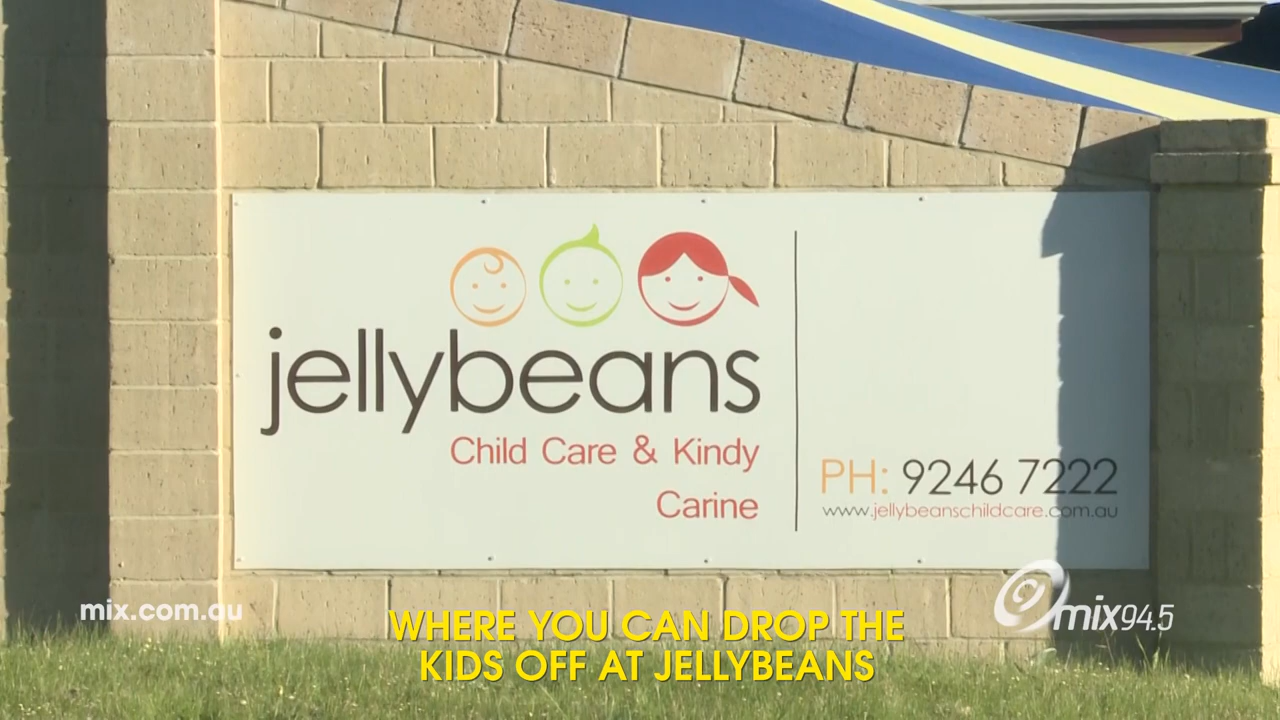 jellybeans
Child Care & Kindy
Carine
PH: 9246 7222
www.jellybeanschildcare.com.au
mix.com.au
mix94.5
WHERE YOU CAN DROP THE
KIDS OFF AT JELLYBEANS